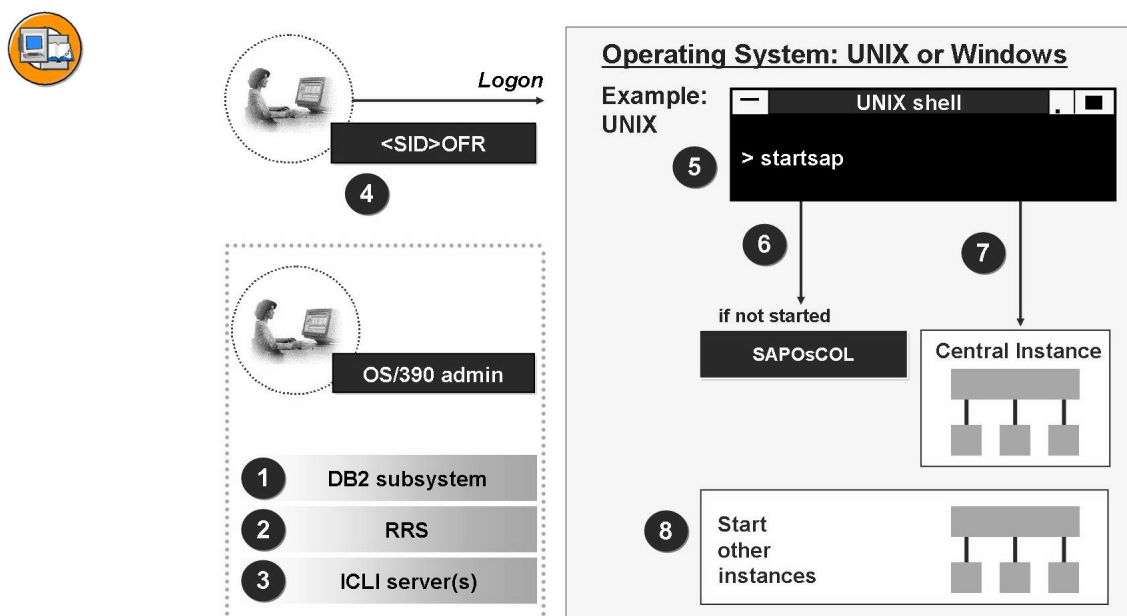 Logon
<SID>OFR
4
OS/390 admin
1 DB2 subsystem
2 RRS
3 ICLI server(s)
Operating System: UNIX or Windows
Example:
UNIX
UNIX shell
5
> startsap
6
7
if not started
SAPOsCOL
Central Instance
8
Start
other
instances